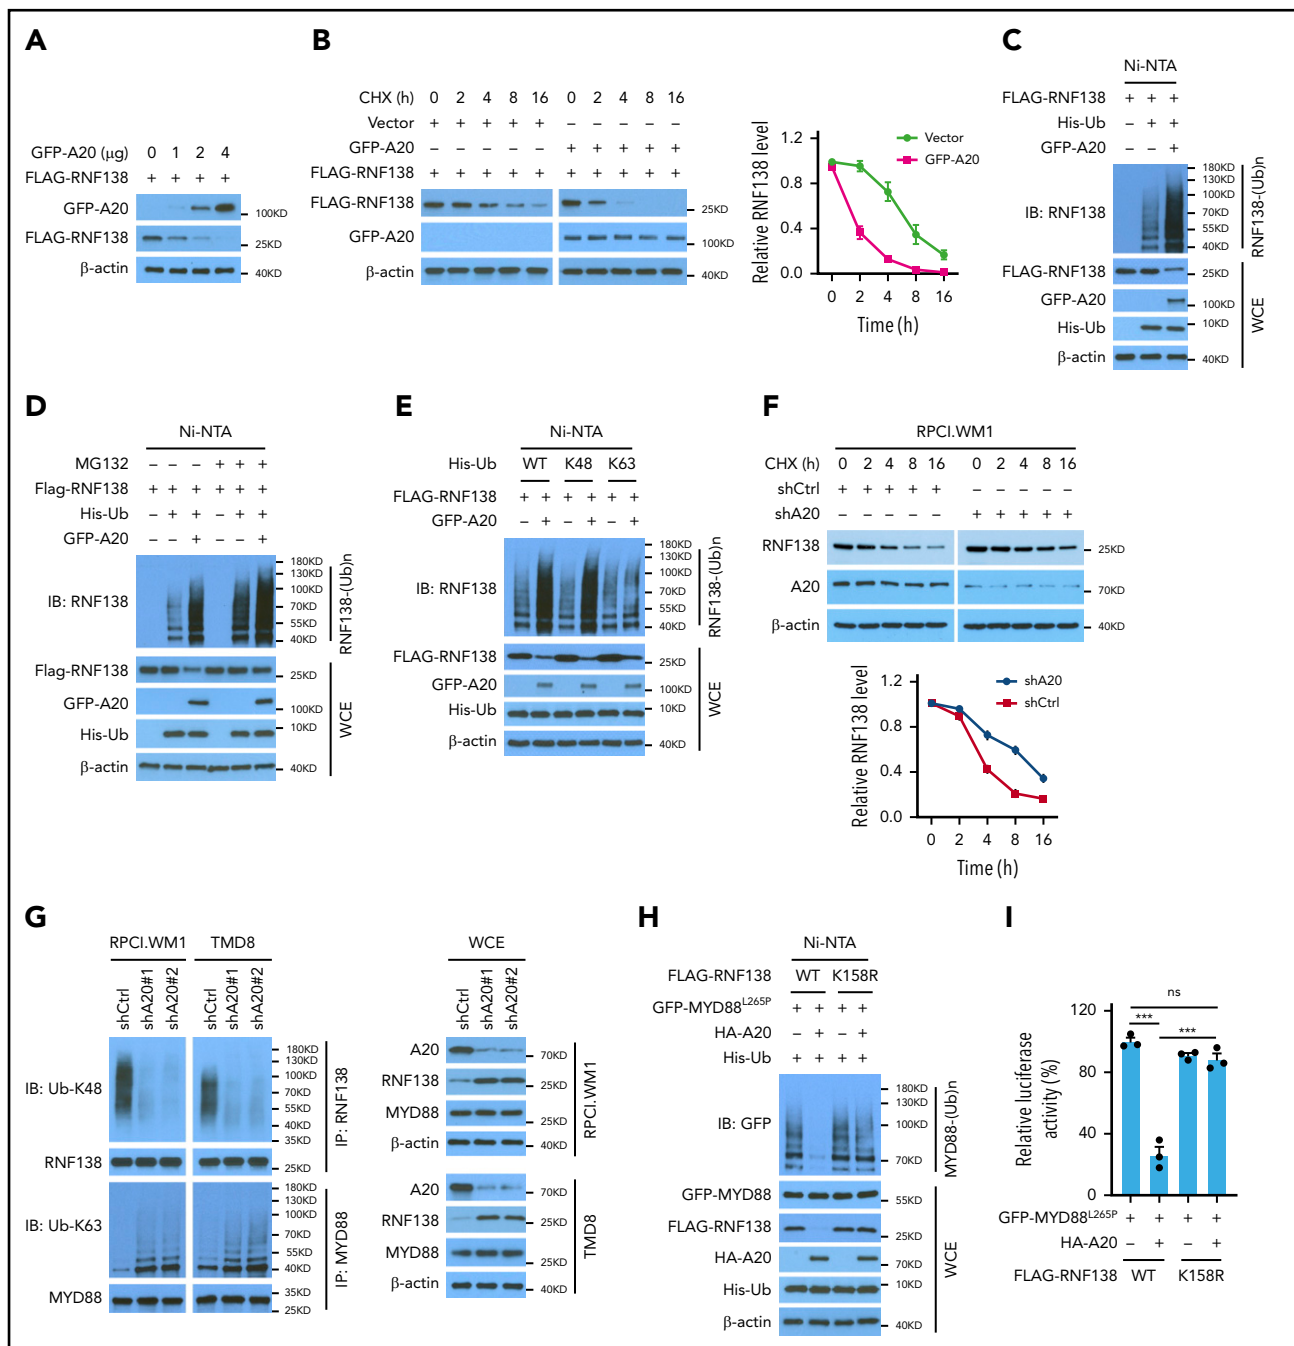 A
GFP-A20 (μg) 0 1 2 4
FLAG-RNF138 + + + +
GFP-A20 100KD
FLAG-RNF138 25KD
β-actin 40KD
B
CHX (h) 0 2 4 8 16 0 2 4 8 16
Vector + + + + + – – – – –
GFP-A20 – – – – – + + + + +
FLAG-RNF138 + + + + + + + + + +
FLAG-RNF138 25KD
GFP-A20 100KD
β-actin 40KD
Relative RNF138 level
1.2
0.8
0.4
0.0
Vector
GFP-A20
0 2 4 8 16
Time (h)
C
Ni-NTA
FLAG-RNF138 + + +
His-Ub – + +
GFP-A20 – – +
IB: RNF138
180KD
130KD
100KD
70KD
55KD
40KD
RNF138-(Ub)n
FLAG-RNF138 25KD
GFP-A20 100KD
His-Ub 10KD
β-actin 40KD
WCE
D
Ni-NTA
MG132 – – – + + +
Flag-RNF138 + + + + + +
His-Ub – + + – + +
GFP-A20 – – + – – +
IB: RNF138
180KD
130KD
100KD
70KD
55KD
40KD
RNF138-(Ub)n
Flag-RNF138 25KD
GFP-A20 100KD
His-Ub 10KD
β-actin 40KD
WCE
E
Ni-NTA
His-Ub WT K48 K63
FLAG-RNF138 + + + + + +
GFP-A20 – + – + – +
IB: RNF138
180KD
130KD
100KD
70KD
55KD
40KD
RNF138-(Ub)n
FLAG-RNF138 25KD
GFP-A20 100KD
His-Ub 10KD
β-actin 40KD
WCE
F
RPCI.WM1
CHX (h) 0 2 4 8 16 0 2 4 8 16
shCtrl + + + + + – – – – –
shA20 – – – – – + + + + +
RNF138 25KD
A20 70KD
β-actin 40KD
Relative RNF138 level
1.2
0.8
0.4
0.0
shA20
shCtrl
0 2 4 8 16
Time (h)
G
RPCI.WM1 TMD8
shCtrl shA20#1 shA20#2 shCtrl shA20#1 shA20#2
IB: Ub-K48
180KD
130KD
100KD
70KD
55KD
40KD
35KD
RNF138 25KD
IP: RNF138
IB: Ub-K63
180KD
130KD
100KD
70KD
55KD
40KD
MYD88
35KD
25KD
IP: MYD88
WCE
shCtrl shA20#1 shA20#2
A20 70KD
RNF138 25KD
MYD88 25KD
β-actin 40KD
RPCI.WM1
A20 70KD
RNF138 25KD
MYD88 25KD
β-actin 40KD
TMD8
H
Ni-NTA
FLAG-RNF138 WT K158R
GFP-MYD88L265P + + + +
HA-A20 – + – +
His-Ub + + + +
IB: GFP
180KD
130KD
100KD
70KD
MYD88-(Ub)n
GFP-MYD88 55KD
FLAG-RNF138 25KD
HA-A20 70KD
His-Ub 10KD
β-actin 40KD
WCE
I
Relative luciferase
activity (%)
120
80
40
0
ns
***
***
GFP-MYD88L265P + + + +
HA-A20 – + – +
FLAG-RNF138 WT K158R